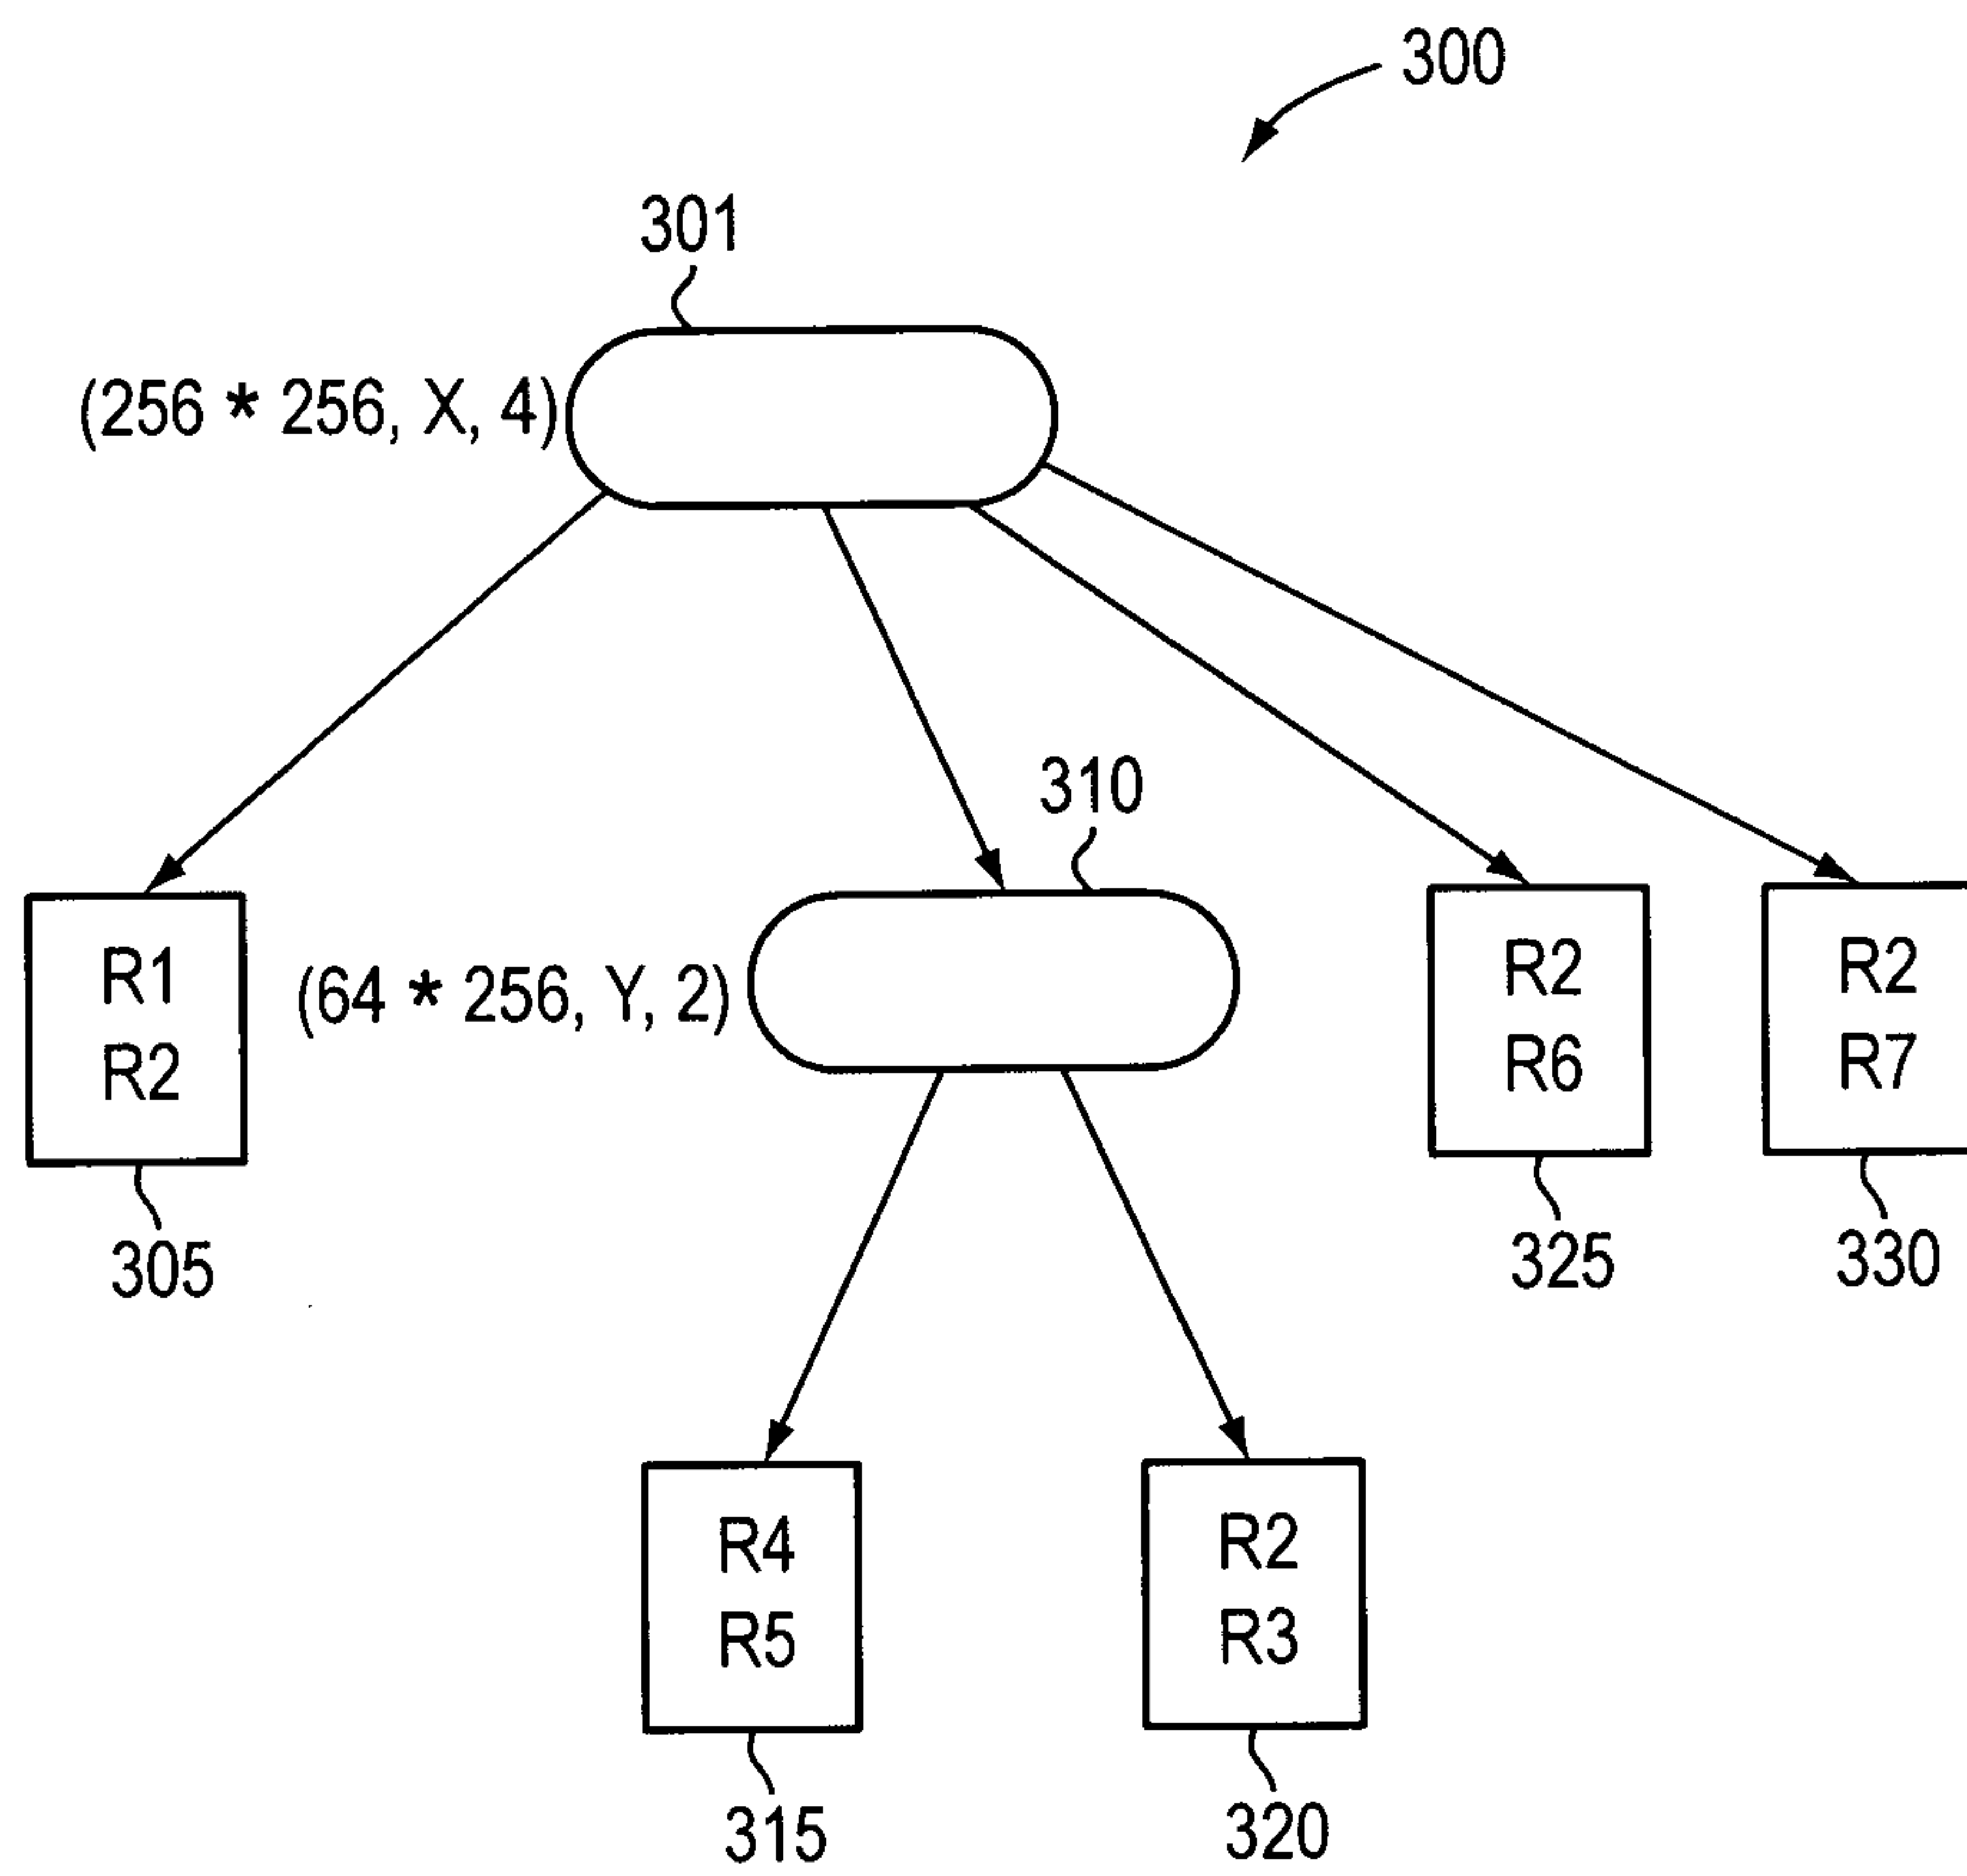 300
301
(256 * 256, X, 4)
310
R1
R2
(64 * 256, Y, 2)
R2
R6
R2
R7
305
325
330
R4
R5
R2
R3
315
320